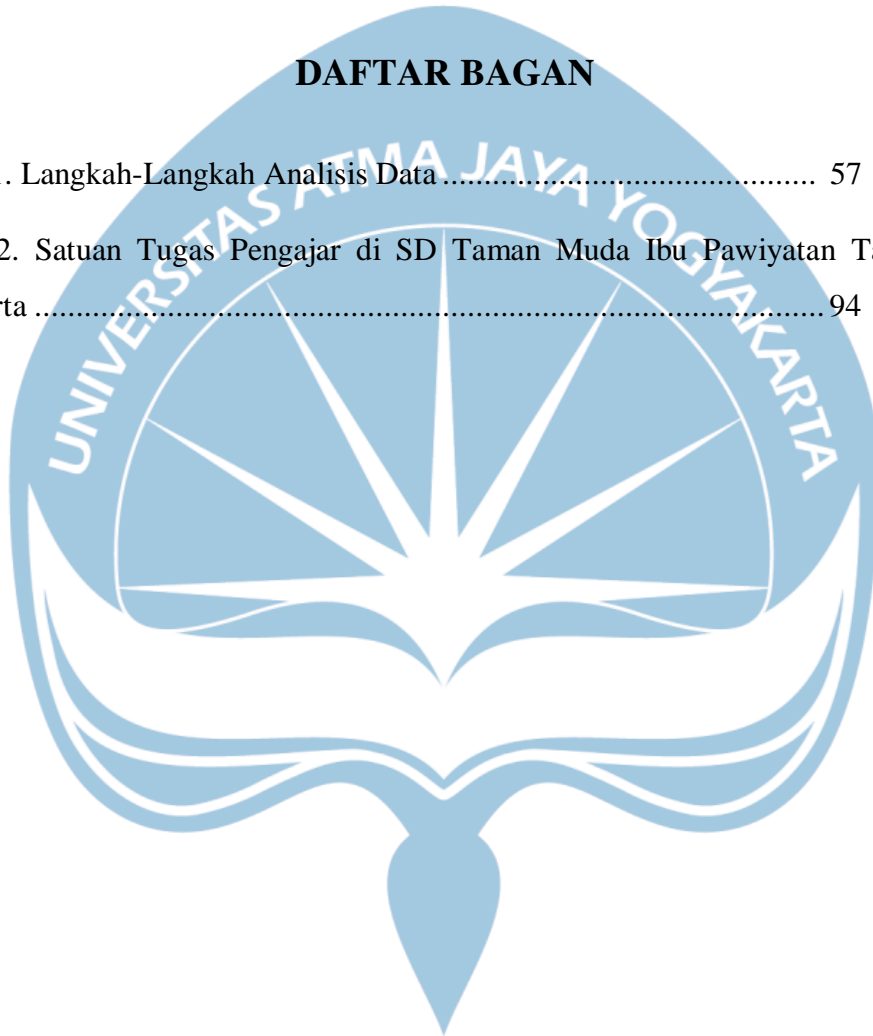 DAFTAR BAGAN
. Langkah-Langkah Analisis Data ............................................. 57
2. Satuan Tugas Pengajar di SD Taman Muda Ibu Pawiyatan
........................................................................................................ 94
UNIVERSITAS ATMA JAYA YOGYAKARTA